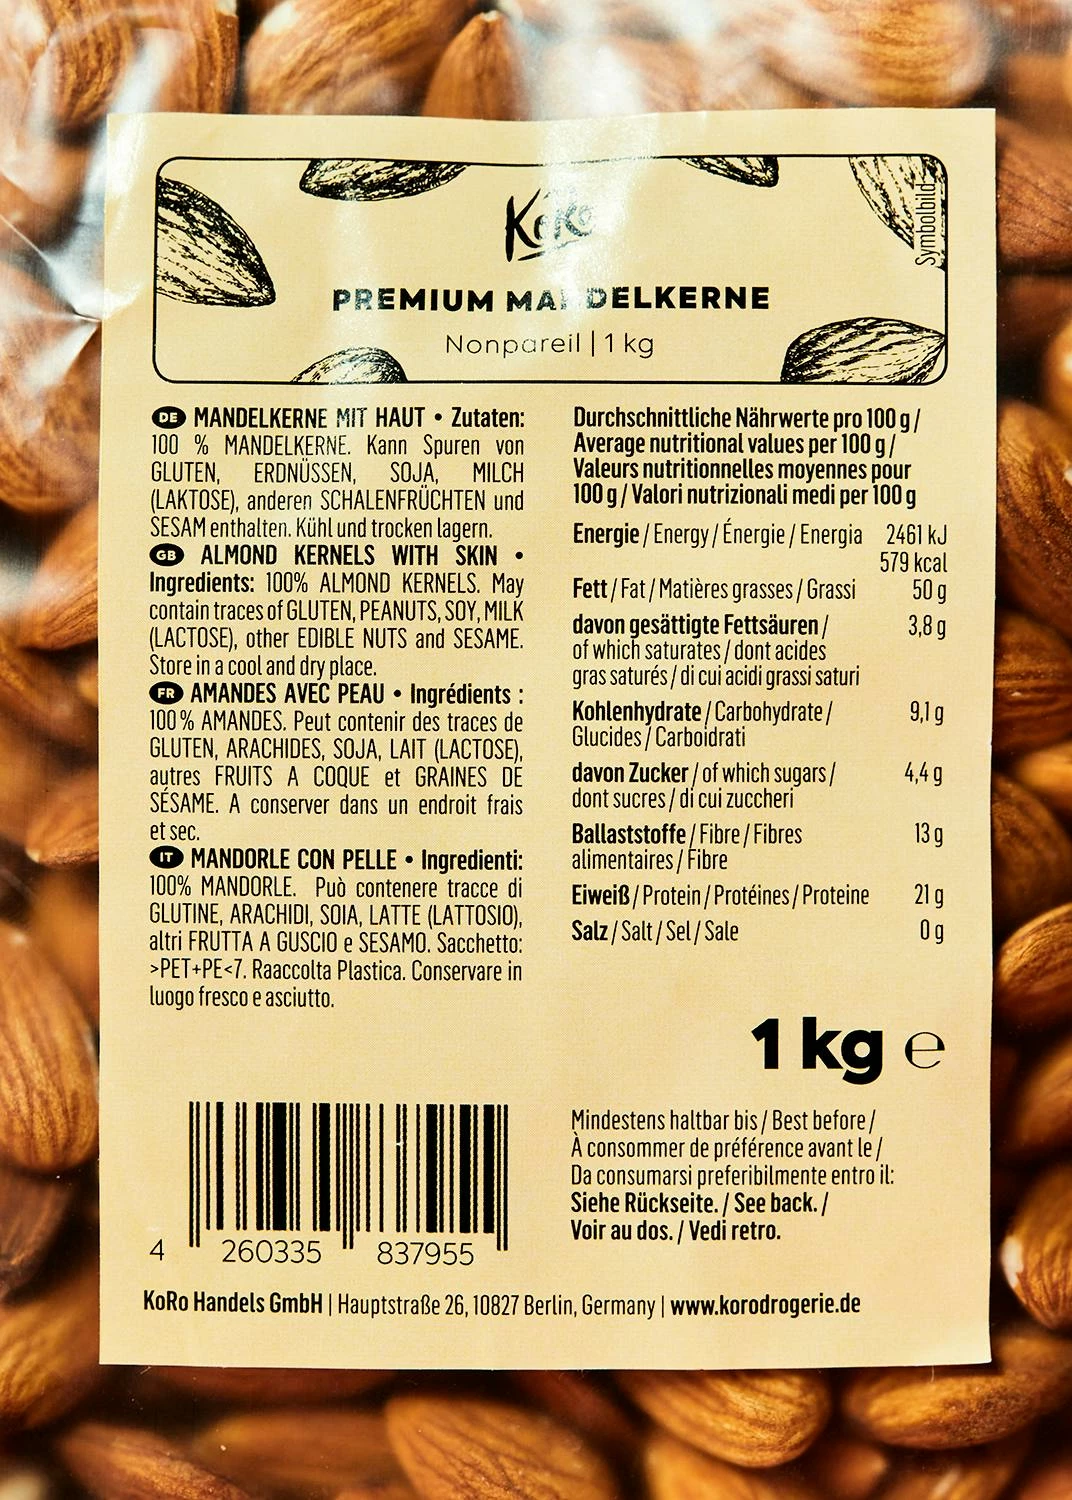 KoRo
PREMIUM MANDELKERNE
Nonpareil | 1 kg
Symbolbild
DE MANDELKERNE MIT HAUT • Zutaten:
100 % MANDELKERNE. Kann Spuren von
GLUTEN, ERDNÜSSEN, SOJA, MILCH
(LAKTOSE), anderen SCHALENFRÜCHTEN und
SESAM enthalten. Kühl und trocken lagern.
GB ALMOND KERNELS WITH SKIN •
Ingredients: 100% ALMOND KERNELS. May
contain traces of GLUTEN, PEANUTS, SOY, MILK
(LACTOSE), other EDIBLE NUTS and SESAME.
Store in a cool and dry place.
FR AMANDES AVEC PEAU • Ingrédients :
100 % AMANDES. Peut contenir des traces de
GLUTEN, ARACHIDES, SOJA, LAIT (LACTOSE),
autres FRUITS A COQUE et GRAINES DE
SÉSAME. A conserver dans un endroit frais
et sec.
IT MANDORLE CON PELLE • Ingredienti:
100% MANDORLE. Può contenere tracce di
GLUTINE, ARACHIDI, SOIA, LATTE (LATTOSIO),
altri FRUTTA A GUSCIO e SESAMO. Sacchetto:
>PET+PE<7. Raaccolta Plastica. Conservare in
luogo fresco e asciutto.
Durchschnittliche Nährwerte pro 100 g /
Average nutritional values per 100 g /
Valeurs nutritionnelles moyennes pour
100 g / Valori nutrizionali medi per 100 g
Energie / Energy / Énergie / Energia 2461 kJ
579 kcal
Fett / Fat / Matières grasses / Grassi 50 g
davon gesättigte Fettsäuren / 3,8 g
of which saturates / dont acides
gras saturés / di cui acidi grassi saturi
Kohlenhydrate / Carbohydrate / 9,1 g
Glucides / Carboidrati
davon Zucker / of which sugars / 4,4 g
dont sucres / di cui zuccheri
Ballaststoffe / Fibre / Fibres 13 g
alimentaires / Fibre
Eiweiß / Protein / Protéines / Proteine 21 g
Salz / Salt / Sel / Sale 0 g
1 kg ℮
Mindestens haltbar bis / Best before /
À consommer de préférence avant le /
Da consumarsi preferibilmente entro il:
Siehe Rückseite. / See back. /
Voir au dos. / Vedi retro.
4 260335 837955
KoRo Handels GmbH | Hauptstraße 26, 10827 Berlin, Germany | www.korodrogerie.de